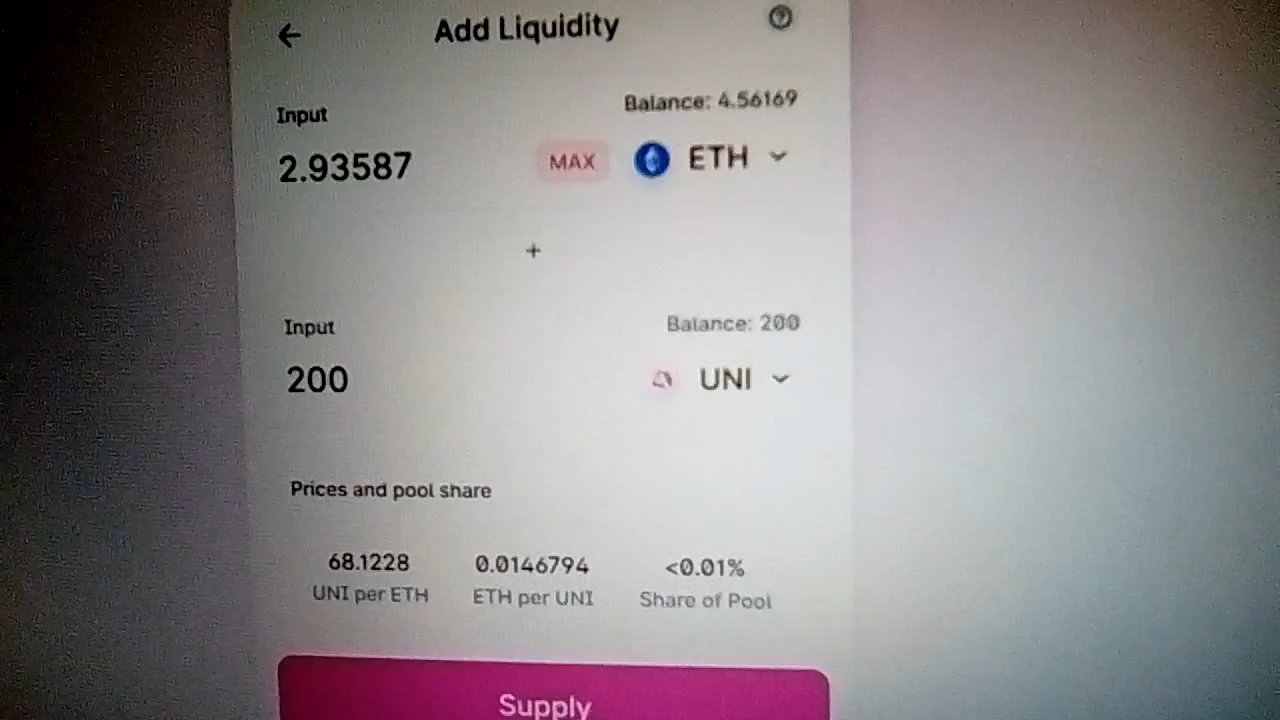 Add Liquidity
Input
Balance: 4.56169
2.93587
MAX
ETH
+
Input
Balance: 200
200
UNI
Prices and pool share
68.1228
0.0146794
<0.01%
UNI per ETH
ETH per UNI
Share of Pool
Supply